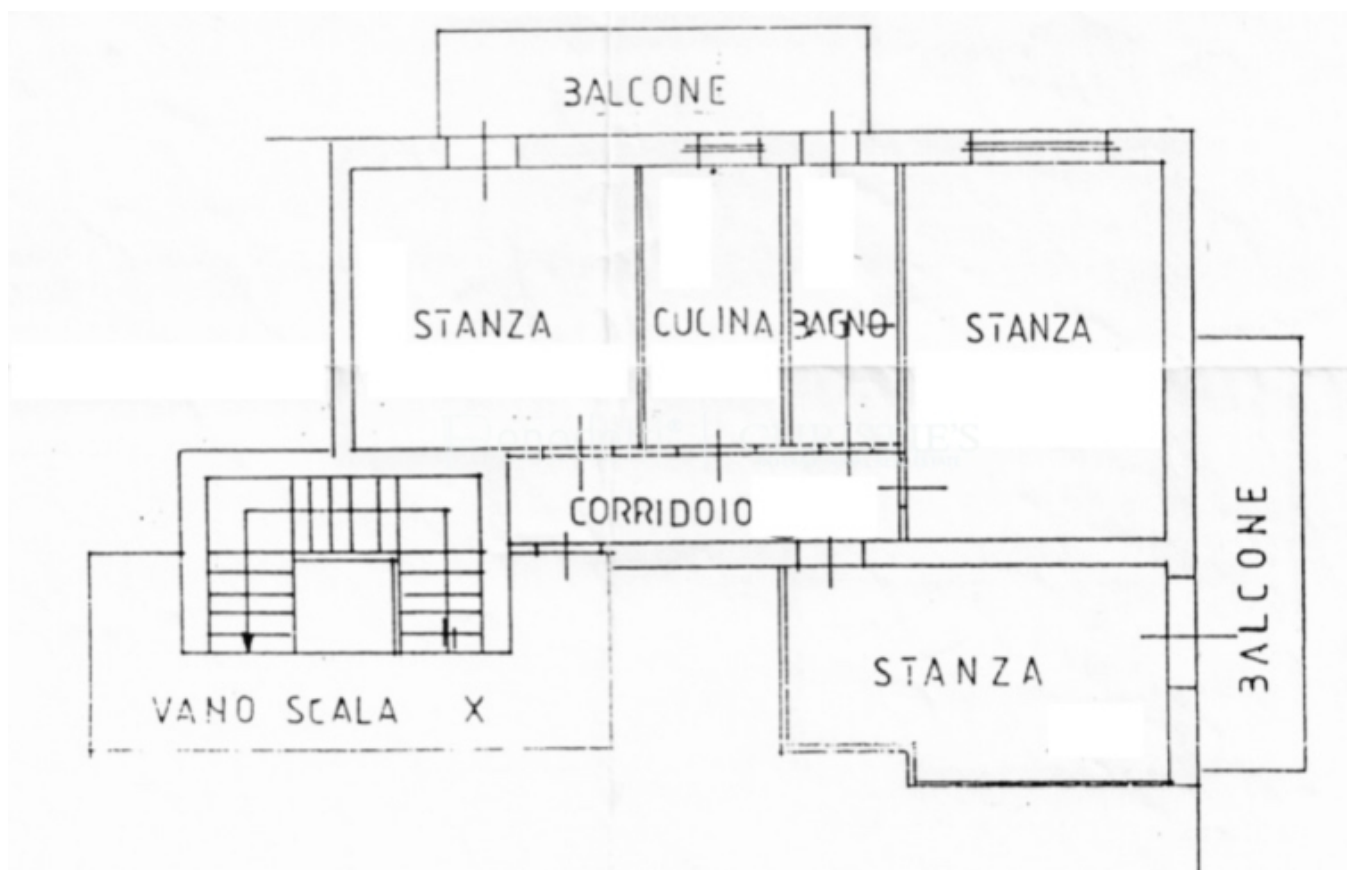 BALCONE
STANZA
CUCINA
BAGNO
STANZA
CORRIDOIO
BALCONE
STANZA
VANO SCALA X